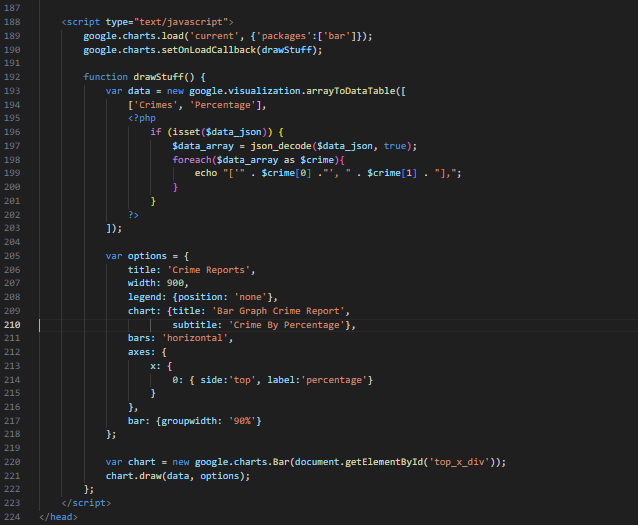 187
188 <script type="text/javascript">
189 google.charts.load('current', {'packages':['bar']});
190 google.charts.setOnLoadCallback(drawStuff);
191
192 function drawStuff() {
193 var data = new google.visualization.arrayToDataTable([
194 ['Crimes', 'Percentage'],
195 <?php
196 if (isset($data_json)) {
197 $data_array = json_decode($data_json, true);
198 foreach($data_array as $crime){
199 echo "['" . $crime[0] ."', " . $crime[1] . "],";
200 }
201 }
202 ?>
203 ]);
204
205 var options = {
206 title: 'Crime Reports',
207 width: 900,
208 legend: {position: 'none'},
209 chart: {title: 'Bar Graph Crime Report',
210 subtitle: 'Crime By Percentage'},
211 bars: 'horizontal',
212 axes: {
213 x: {
214 0: { side:'top', label:'percentage'}
215 }
216 },
217 bar: {groupwidth: '90%'}
218 };
219
220 var chart = new google.charts.Bar(document.getElementById('top_x_div'));
221 chart.draw(data, options);
222 };
223 </script>
224 </head>